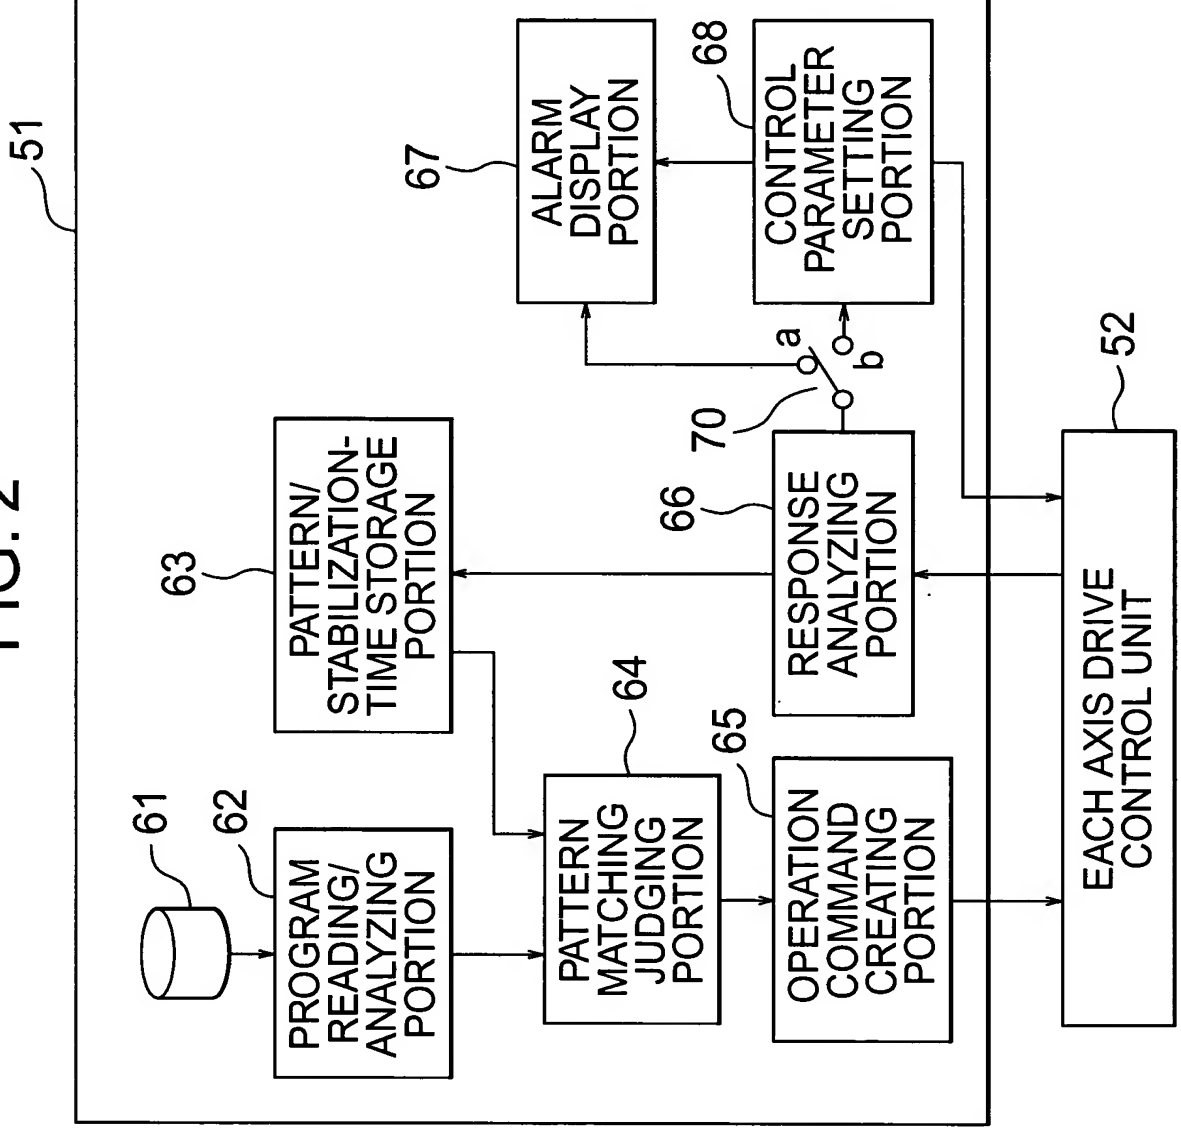 FIG. 2
51
61
62
PROGRAM
READING/
ANALYZING
PORTION
63
PATTERN/
STABILIZATION-
TIME STORAGE
PORTION
64
PATTERN
MATCHING
JUDGING
PORTION
65
OPERATION
COMMAND
CREATING
PORTION
66
RESPONSE
ANALYZING
PORTION
67
ALARM
DISPLAY
PORTION
68
CONTROL
PARAMETER
SETTING
PORTION
70
a
b
52
EACH AXIS DRIVE
CONTROL UNIT